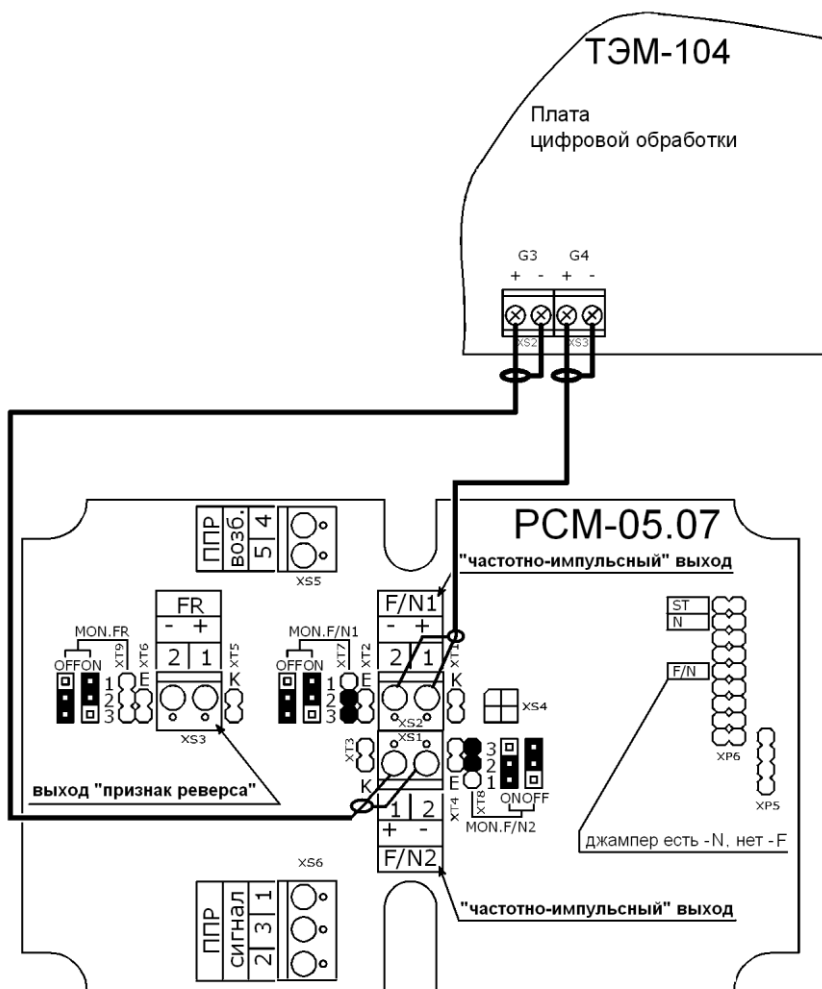 ТЭМ-104
Плата
цифровой обработки
G3 G4
+ - + -
XS2 XS3
РСМ-05.07
"частотно-импульсный" выход
ППР
возб.
5 4
XS5
FR
- +
2 1
F/N1
- +
2 1
MON.FR
OFF ON
XT9
XT6
E
1
2
3
XT5
K
XS3
MON.F/N1
OFF ON
XT7
XT2
E
1
2
3
XT1
K
XS2
XS4
ST
N
F/N
XP6
XP5
выход "признак реверса"
XS1
XT3
K
3
2
1
E
XT4
XT8
ON OFF
MON.F/N2
1 2
+ -
F/N2
джампер есть -N, нет -F
"частотно-импульсный" выход
XS6
ППР
сигнал
2 3 1